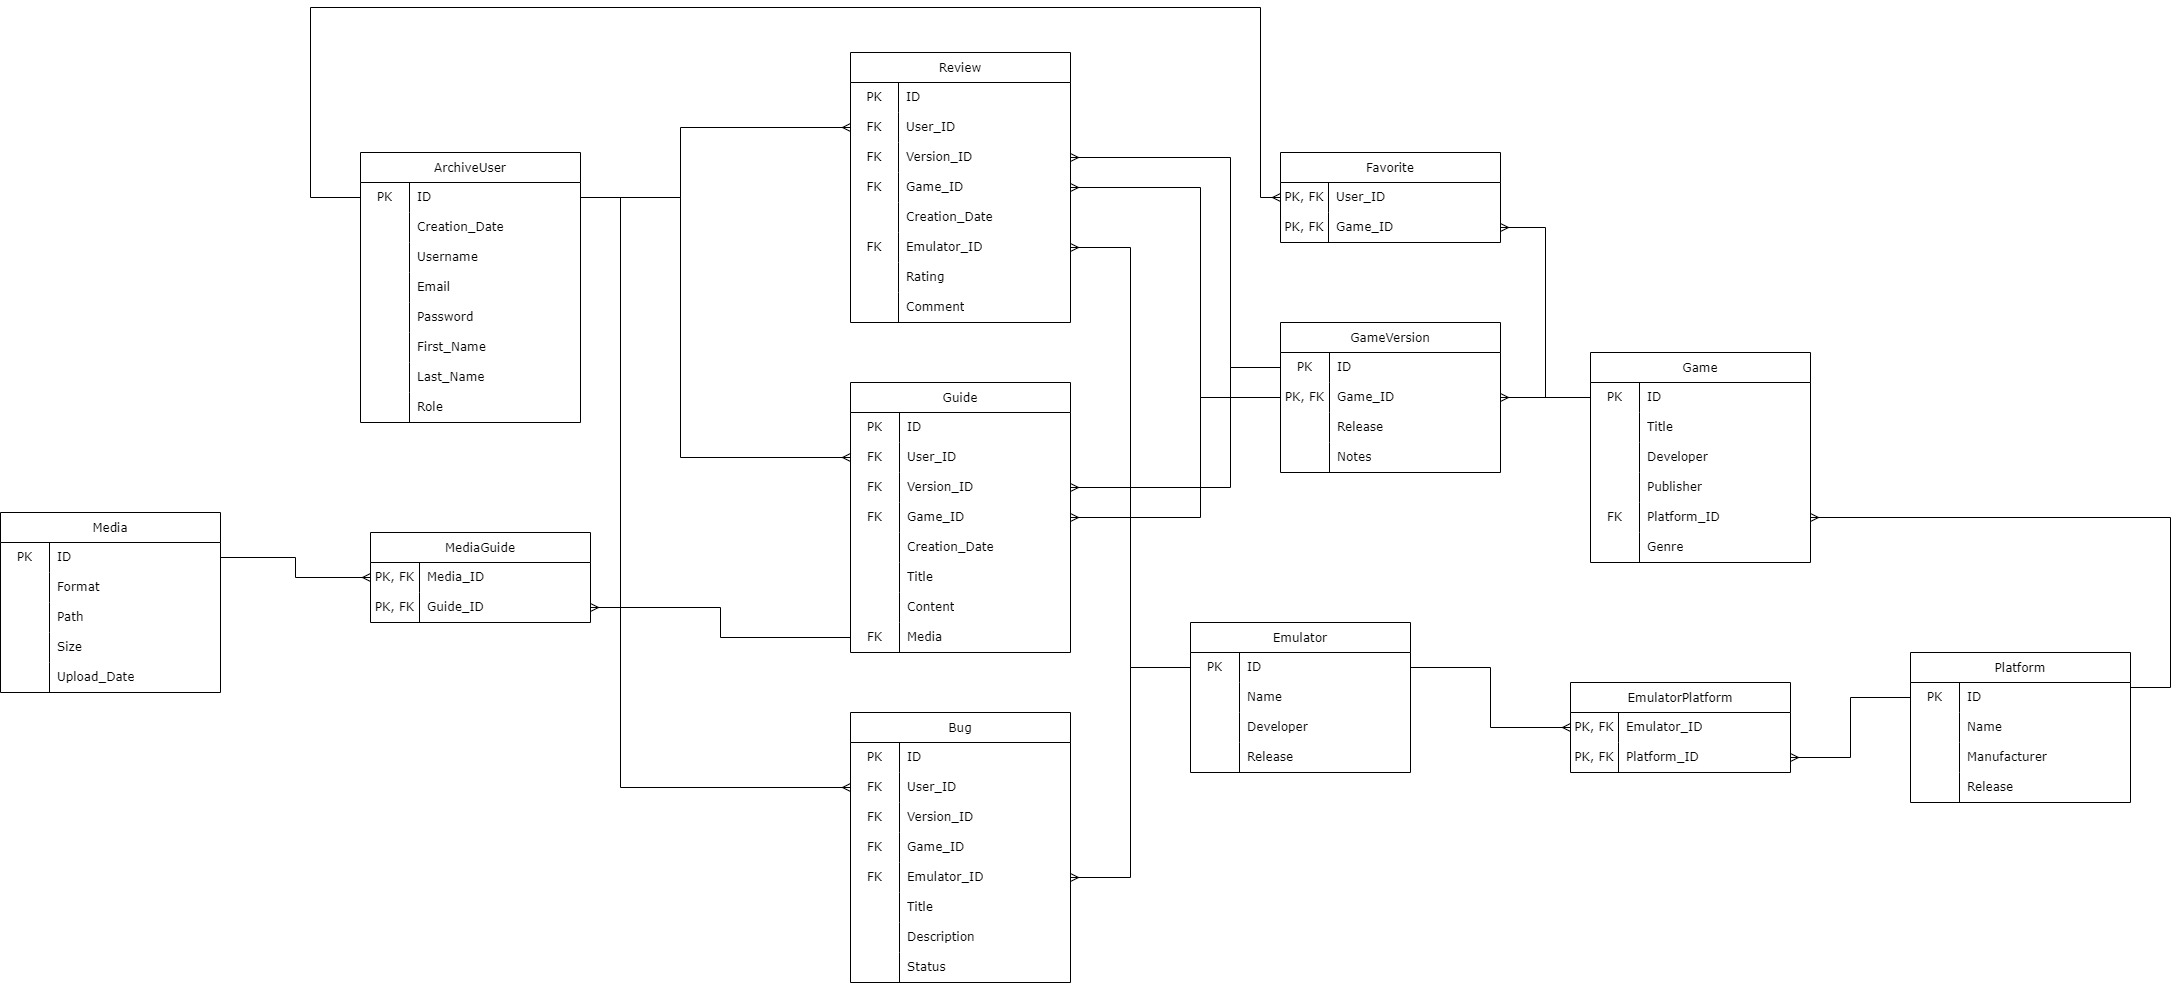 Review
PK ID
FK User_ID
FK Version_ID
FK Game_ID
Creation_Date
FK Emulator_ID
Rating
Comment
ArchiveUser
PK ID
Creation_Date
Username
Email
Password
First_Name
Last_Name
Role
Favorite
PK, FK User_ID
PK, FK Game_ID
GameVersion
PK ID
PK, FK Game_ID
Release
Notes
Game
PK ID
Title
Developer
Publisher
FK Platform_ID
Genre
Guide
PK ID
FK User_ID
FK Version_ID
FK Game_ID
Creation_Date
Title
Content
FK Media
Media
PK ID
Format
Path
Size
Upload_Date
MediaGuide
PK, FK Media_ID
PK, FK Guide_ID
Emulator
PK ID
Name
Developer
Release
EmulatorPlatform
PK, FK Emulator_ID
PK, FK Platform_ID
Platform
PK ID
Name
Manufacturer
Release
Bug
PK ID
FK User_ID
FK Version_ID
FK Game_ID
FK Emulator_ID
Title
Description
Status